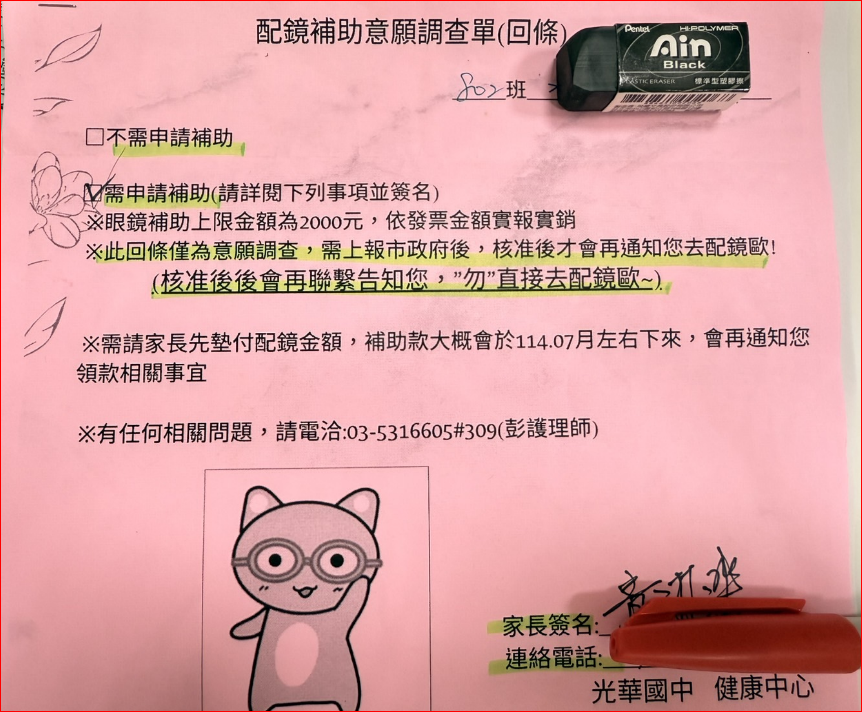 配鏡補助意願調查單(回條)
Pentel HI-POLYMER
Ain
Black
PLASTIC ERASER 標準型塑膠擦
802班
□不需申請補助
☑需申請補助(請詳閱下列事項並簽名)
※眼鏡補助上限金額為2000元，依發票金額實報實銷
※此回條僅為意願調查，需上報市政府後，核准後才會再通知您去配鏡歐!
(核准後後會再聯繫告知您，”勿”直接去配鏡歐~)
※需請家長先墊付配鏡金額，補助款大概會於114.07月左右下來，會再通知您
領款相關事宜
※有任何相關問題，請電洽:03-5316605#309(彭護理師)
家長簽名:
連絡電話:
光華國中 健康中心